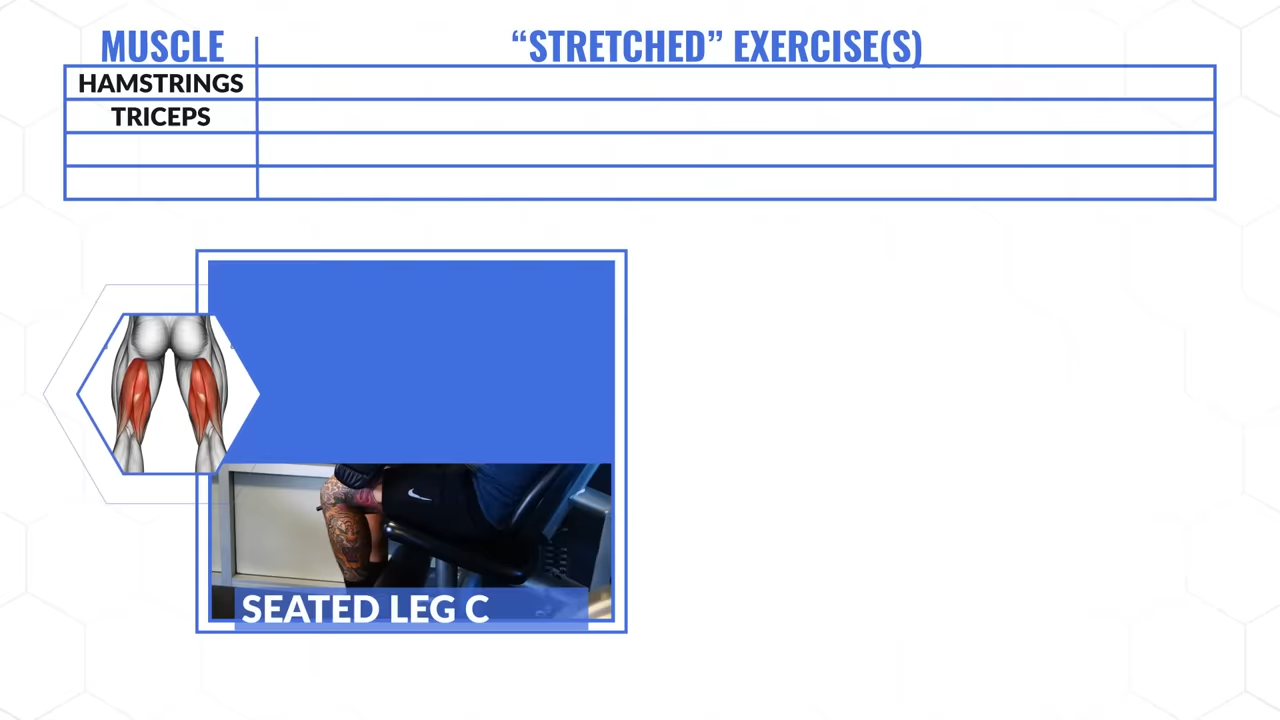 MUSCLE
“STRETCHED” EXERCISE(S)
HAMSTRINGS
TRICEPS
SEATED LEG C